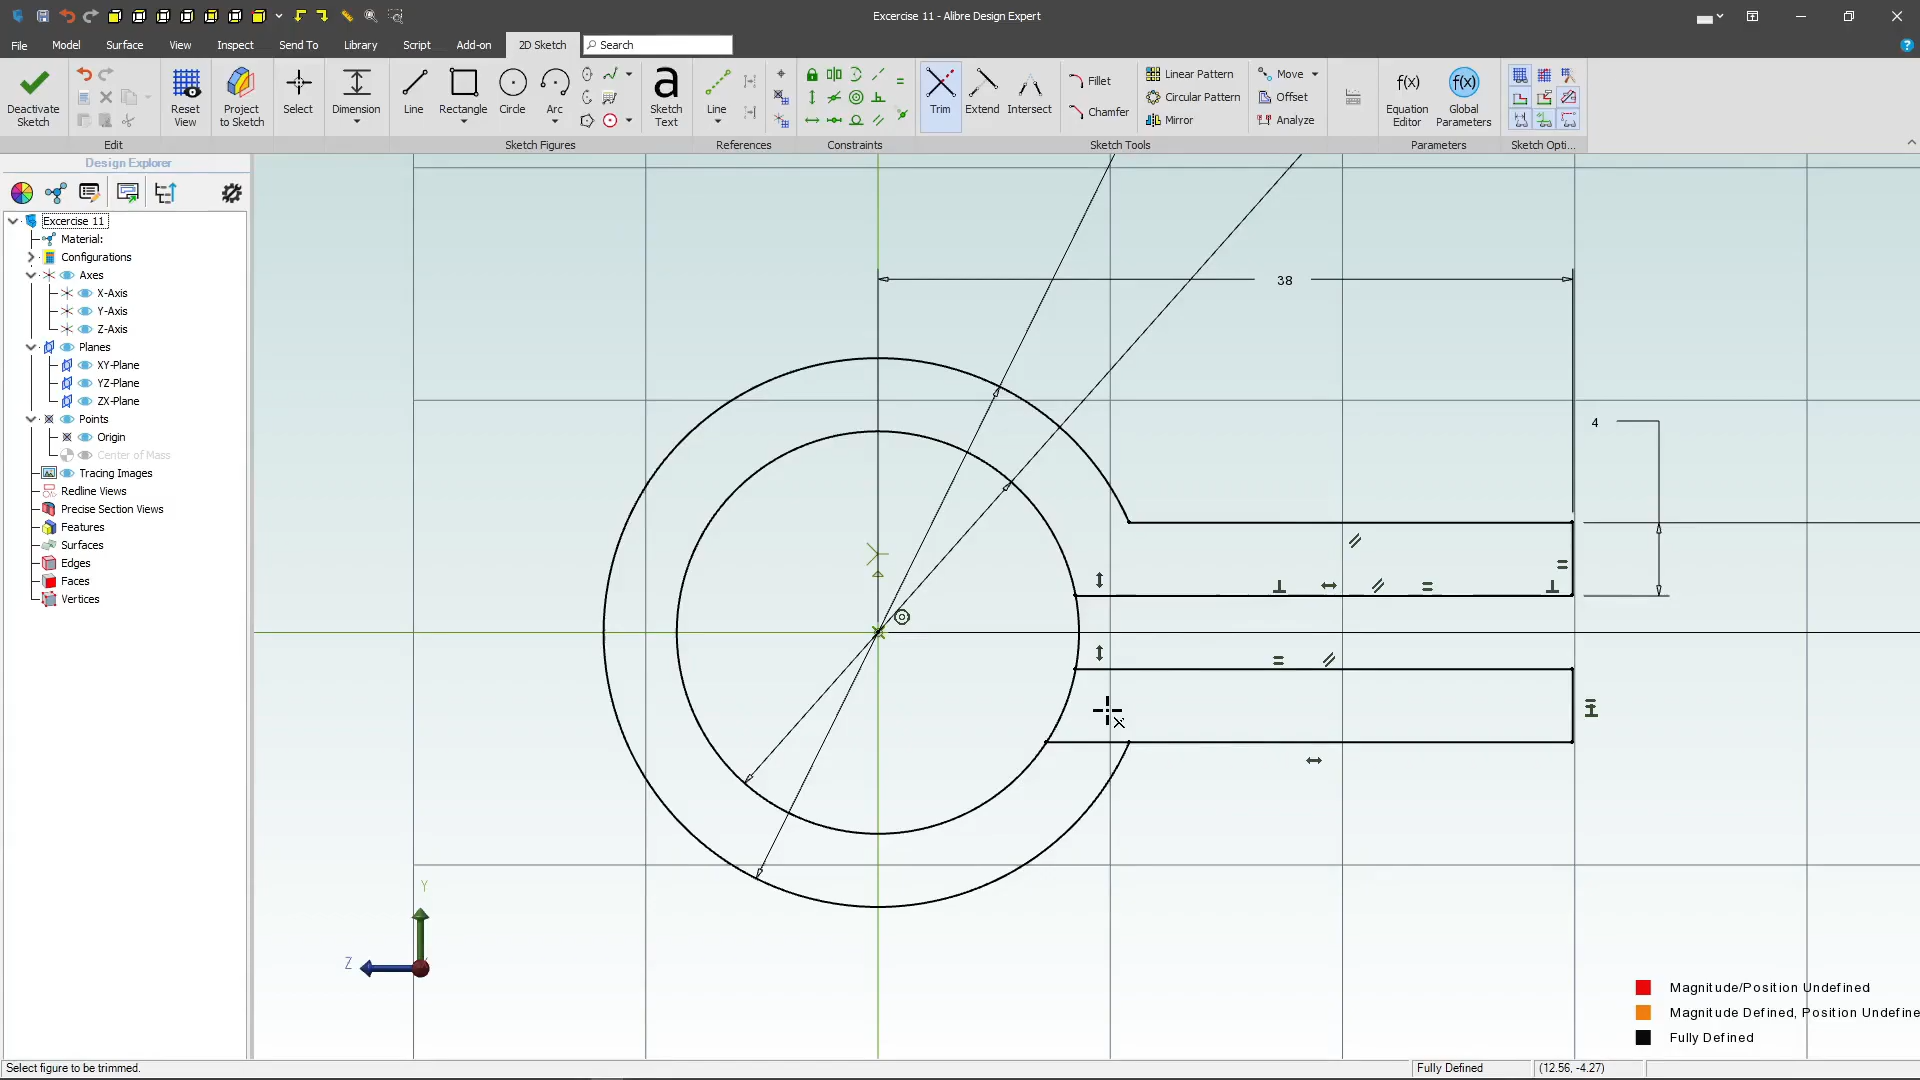 Excercise 11 - Alibre Design Expert
File Model Surface View Inspect Send To Library Script Add-on 2D Sketch Search
Deactivate Sketch
Reset View
Project to Sketch
Select
Dimension
Line
Rectangle
Circle
Arc
a
Sketch Text
Line
Trim
Extend
Intersect
Fillet
Chamfer
Linear Pattern
Circular Pattern
Mirror
Move
Offset
Analyze
f(x)
Equation Editor
f(x)
Global Parameters
Edit
Sketch Figures
References
Constraints
Sketch Tools
Parameters
Sketch Opti...
Design Explorer
Excercise 11
Material:
Configurations
Axes
X-Axis
Y-Axis
Z-Axis
Planes
XY-Plane
YZ-Plane
ZX-Plane
Points
Origin
Center of Mass
Tracing Images
Redline Views
Precise Section Views
Features
Surfaces
Edges
Faces
Vertices
38
4
Y
Z
Magnitude/Position Undefined
Magnitude Defined, Position Undefine
Fully Defined
Select figure to be trimmed.
Fully Defined
(12.56, -4.27)